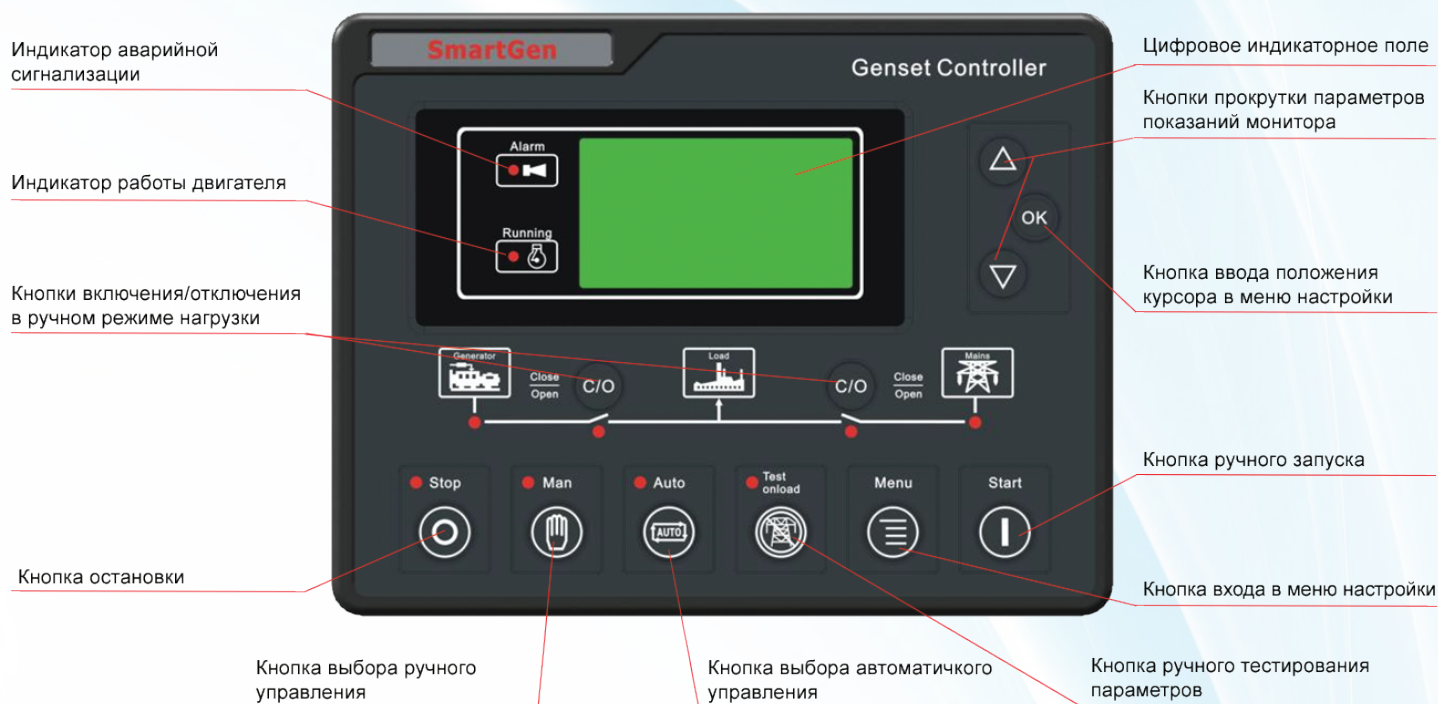 Индикатор аварийной
сигнализации
Индикатор работы двигателя
Кнопки включения/отключения
в ручном режиме нагрузки
Кнопка остановки
SmartGen
Genset Controller
Alarm
Running
Generator
Close
Open
C/O
Load
C/O
Close
Open
Mains
OK
Stop
Man
Auto
AUTO
Test
onload
Menu
Start
Цифровое индикаторное поле
Кнопки прокрутки параметров
показаний монитора
Кнопка ввода положения
курсора в меню настройки
Кнопка ручного запуска
Кнопка входа в меню настройки
Кнопка выбора ручного
управления
Кнопка выбора автоматичкого
управления
Кнопка ручного тестирования
параметров